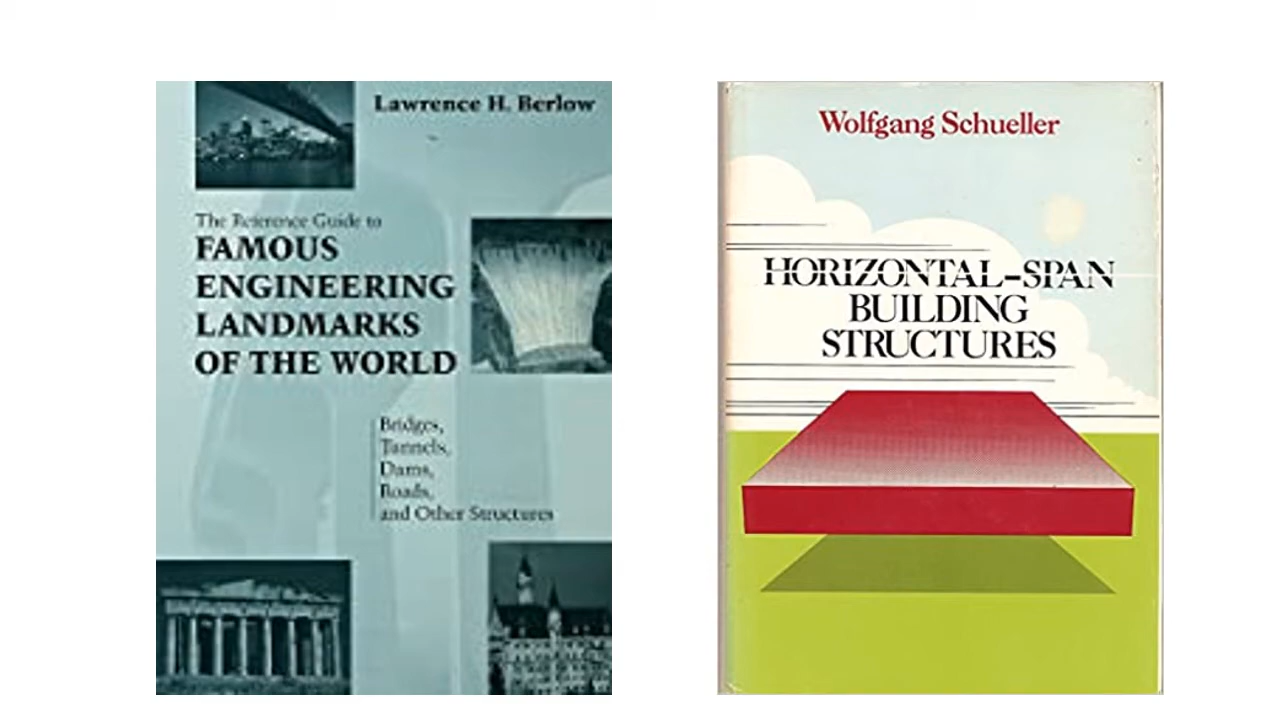 Lawrence H. Berlow
The Reference Guide to
FAMOUS
ENGINEERING
LANDMARKS
OF THE WORLD
Bridges,
Tunnels,
Dams,
Roads,
and Other Structures
Wolfgang Schueller
HORIZONTAL-SPAN
BUILDING
STRUCTURES